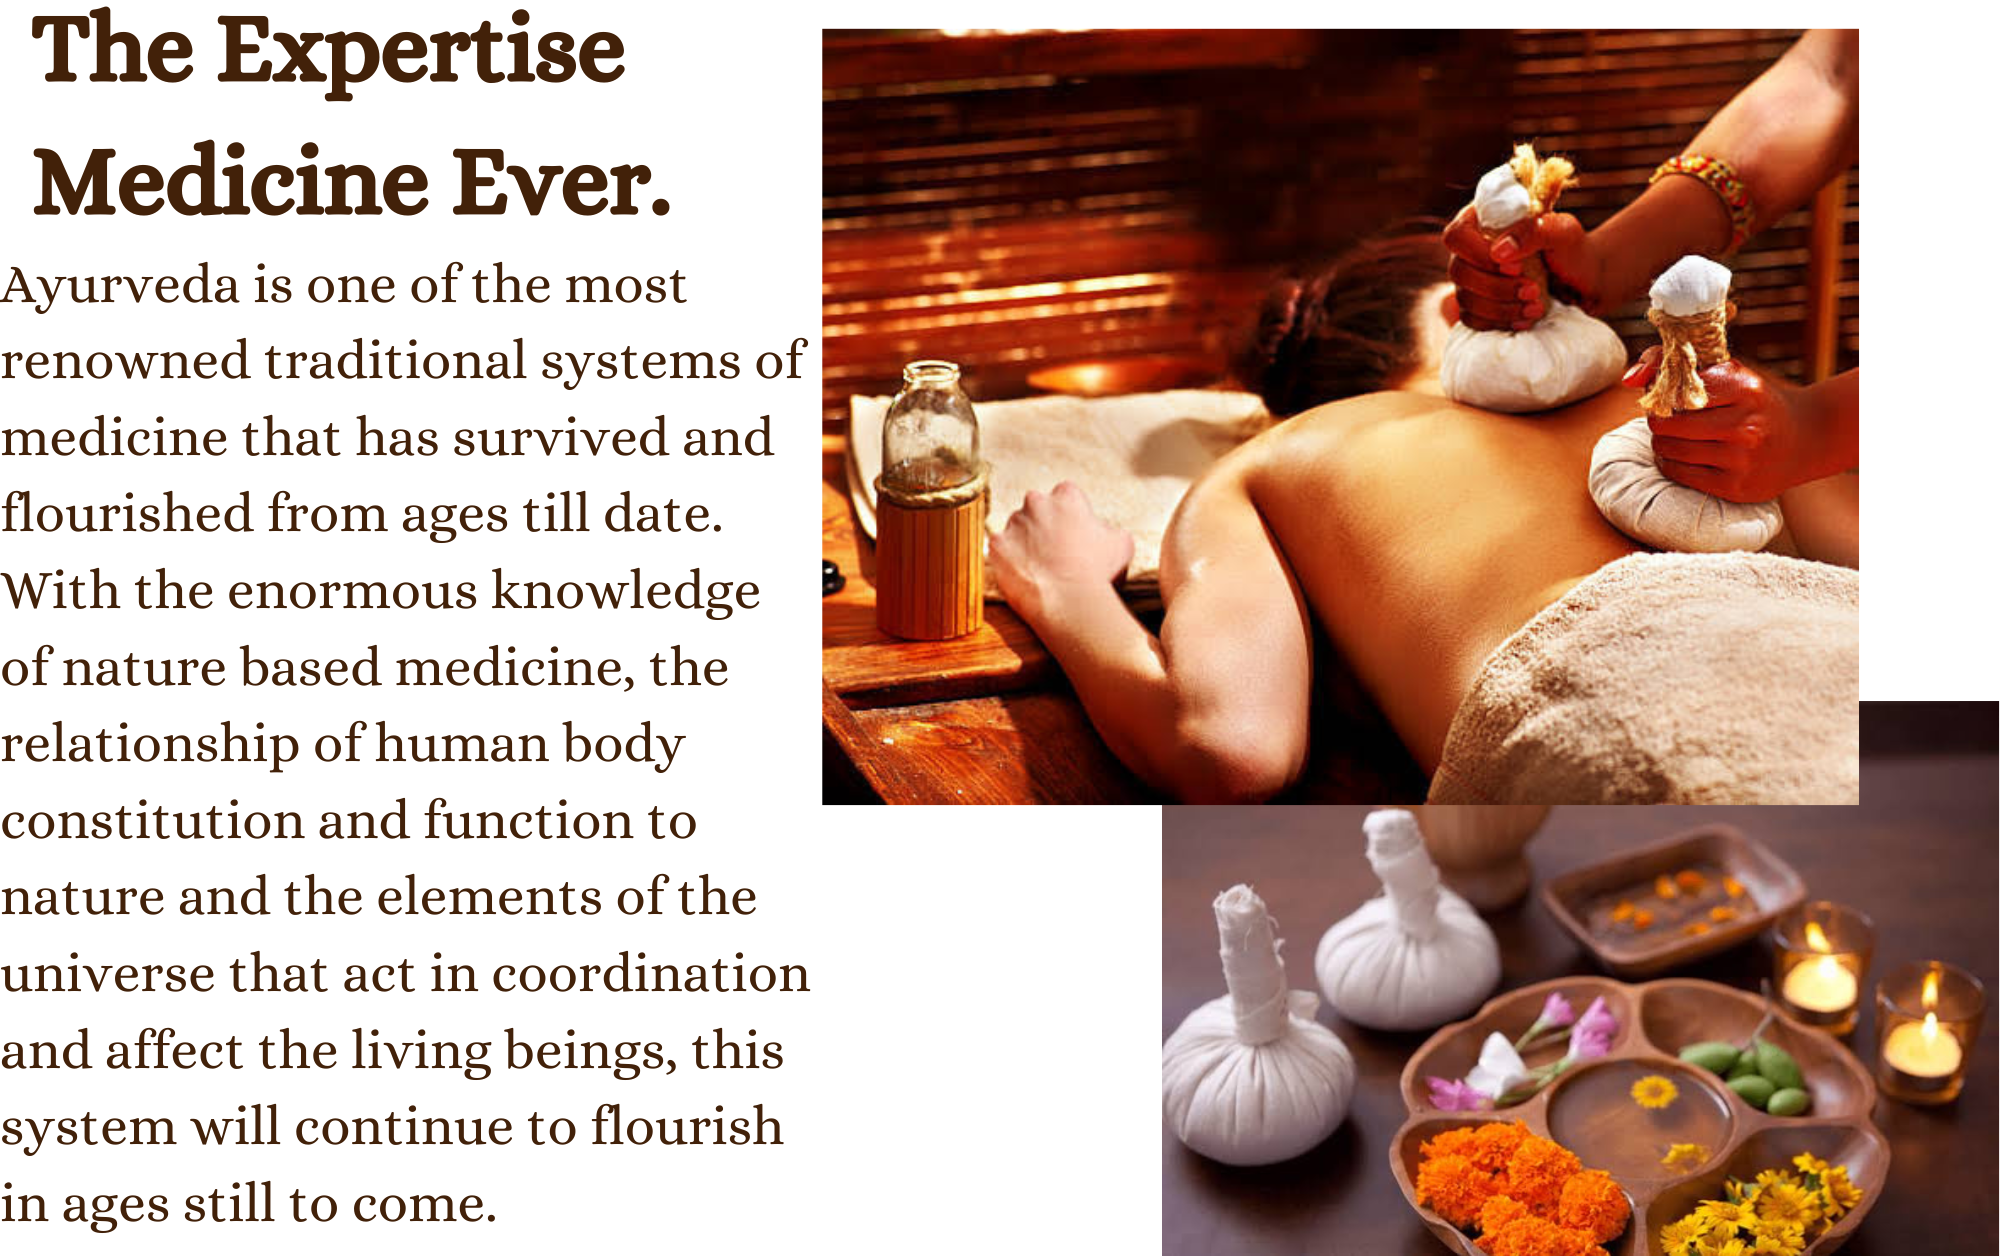 The Expertise
Medicine Ever.
Ayurveda is one of the most
renowned traditional systems of
medicine that has survived and
flourished from ages till date.
With the enormous knowledge
of nature based medicine, the
relationship of human body
constitution and function to
nature and the elements of the
universe that act in coordination
and affect the living beings, this
system will continue to flourish
in ages still to come.